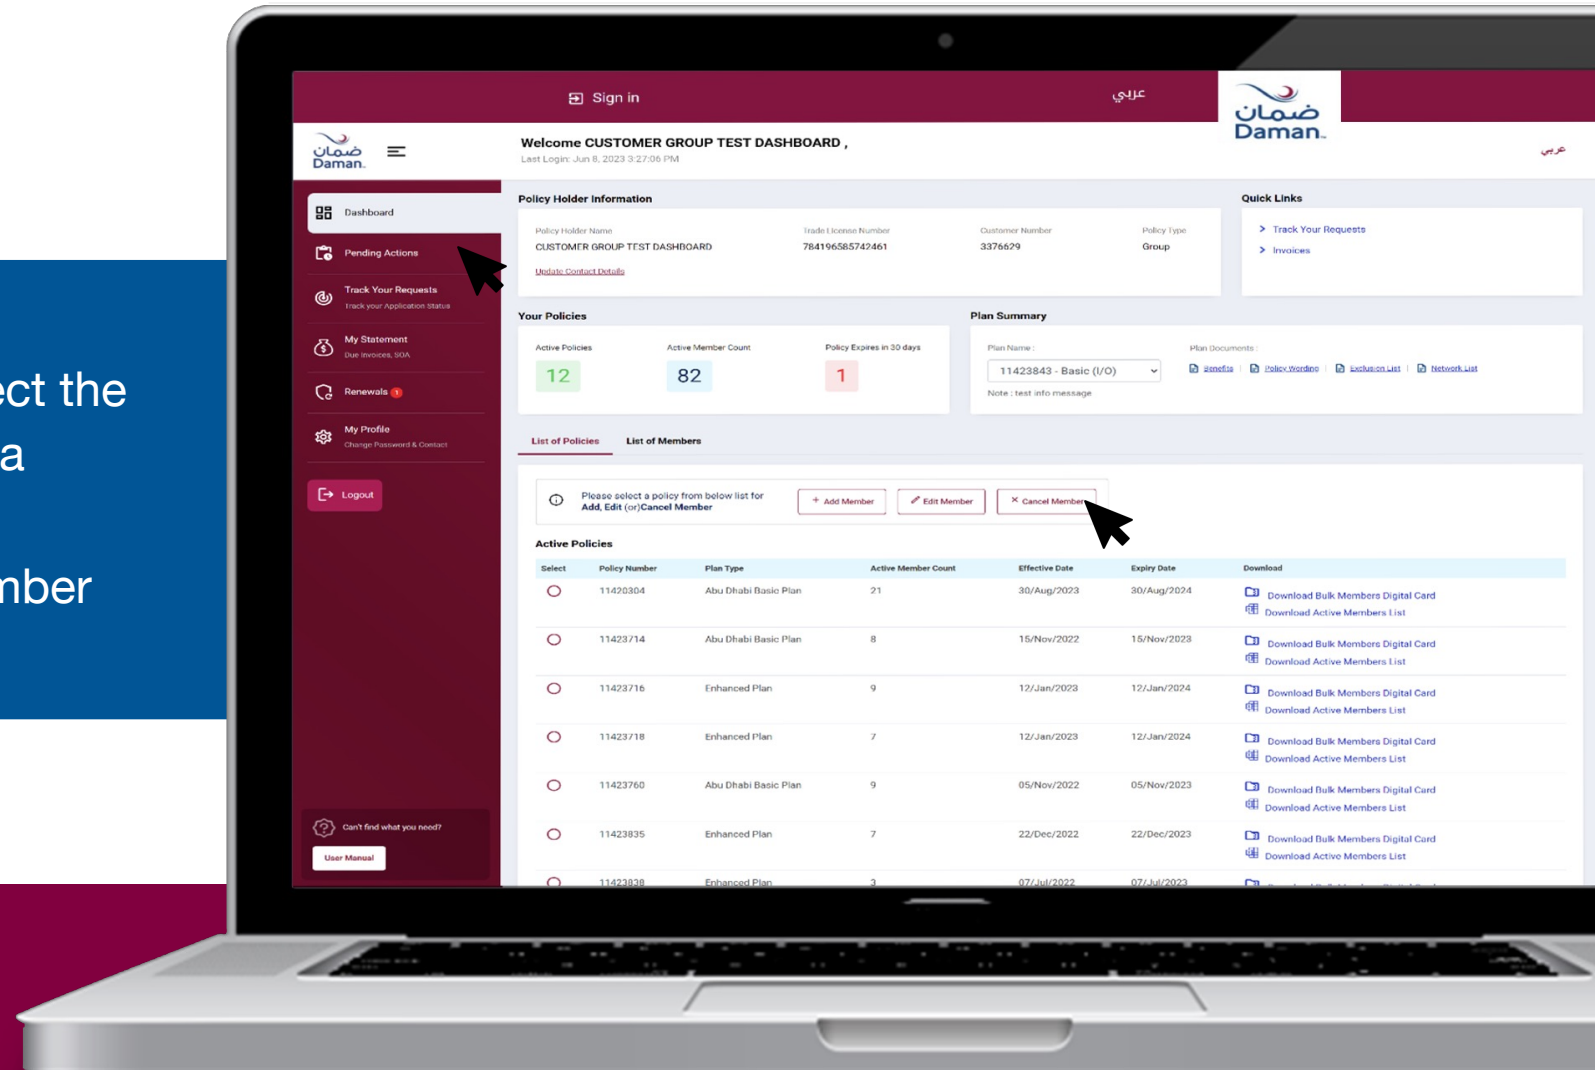 ect the
a
mber
Sign in
عربي
ضمان
Daman
ضمان
Daman.
Welcome CUSTOMER GROUP TEST DASHBOARD ,
Last Login: Jun 8, 2023 3:27:06 PM
عربي
Dashboard
Pending Actions
Track Your Requests
Track your Application Status
My Statement
Due Invoices, SOA
Renewals 1
My Profile
Change Password & Contact
Logout
Can't find what you need?
User Manual
Policy Holder Information
Policy Holder Name
CUSTOMER GROUP TEST DASHBOARD
Trade License Number
784196585742461
Customer Number
3376629
Policy Type
Group
Update Contact Details
Quick Links
> Track Your Requests
> Invoices
Your Policies
Active Policies
12
Active Member Count
82
Policy Expires in 30 days
1
Plan Summary
Plan Name :
11423843 - Basic (I/O)
Note : test info message
Plan Documents :
Benefits | Policy Wording | Exclusion List | Network List
List of Policies List of Members
Please select a policy from below list for
Add, Edit (or)Cancel Member
+ Add Member Edit Member × Cancel Member
Active Policies
Select Policy Number Plan Type Active Member Count Effective Date Expiry Date Download
11420304 Abu Dhabi Basic Plan 21 30/Aug/2023 30/Aug/2024 Download Bulk Members Digital Card
Download Active Members List
11423714 Abu Dhabi Basic Plan 8 15/Nov/2022 15/Nov/2023 Download Bulk Members Digital Card
Download Active Members List
11423716 Enhanced Plan 9 12/Jan/2023 12/Jan/2024 Download Bulk Members Digital Card
Download Active Members List
11423718 Enhanced Plan 7 12/Jan/2023 12/Jan/2024 Download Bulk Members Digital Card
Download Active Members List
11423760 Abu Dhabi Basic Plan 9 05/Nov/2022 05/Nov/2023 Download Bulk Members Digital Card
Download Active Members List
11423835 Enhanced Plan 7 22/Dec/2022 22/Dec/2023 Download Bulk Members Digital Card
Download Active Members List
11423838 Enhanced Plan 3 07/Jul/2022 07/Jul/2023